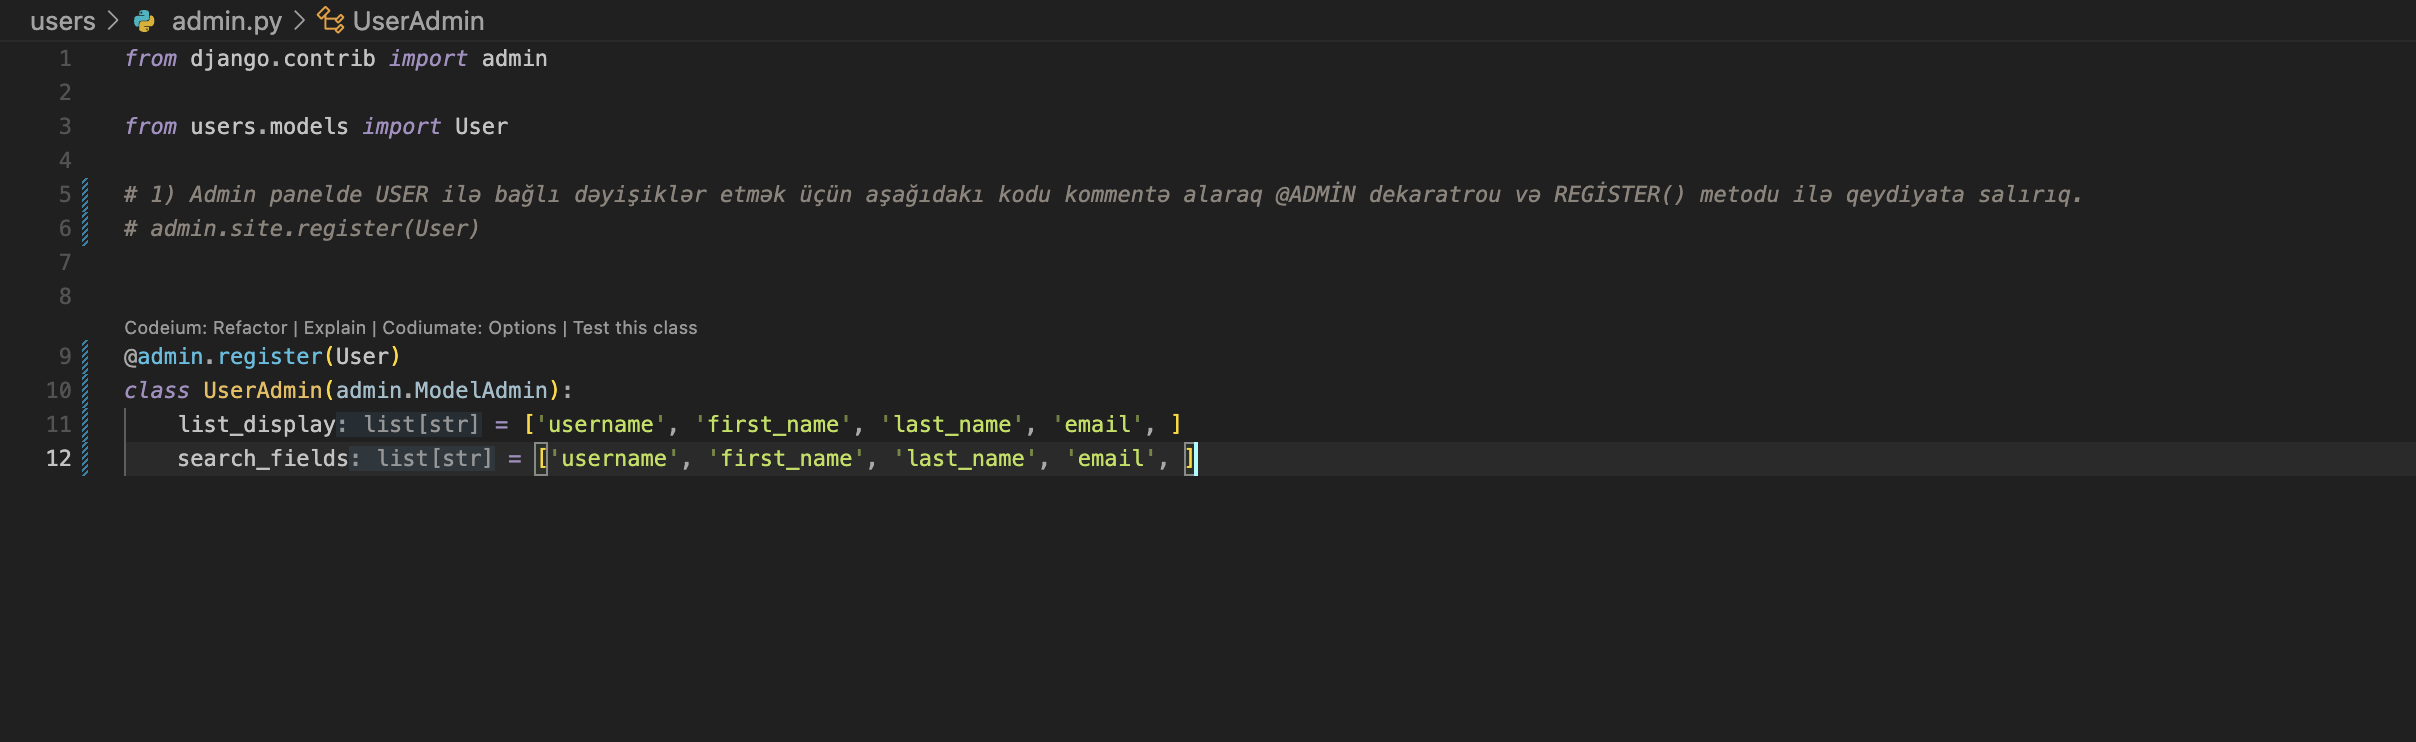 users > admin.py > UserAdmin
1 from django.contrib import admin
2
3 from users.models import User
4
5 # 1) Admin panelde USER ilə bağlı dəyişiklər etmək üçün aşağıdakı kodu kommentə alaraq @ADMİN dekaratrou və REGİSTER() metodu ilə qeydiyata salırıq.
6 # admin.site.register(User)
7
8
Codeium: Refactor | Explain | Codiumate: Options | Test this class
9 @admin.register(User)
10 class UserAdmin(admin.ModelAdmin):
11 list_display: list[str] = ['username', 'first_name', 'last_name', 'email', ]
12 search_fields: list[str] = ['username', 'first_name', 'last_name', 'email', ]